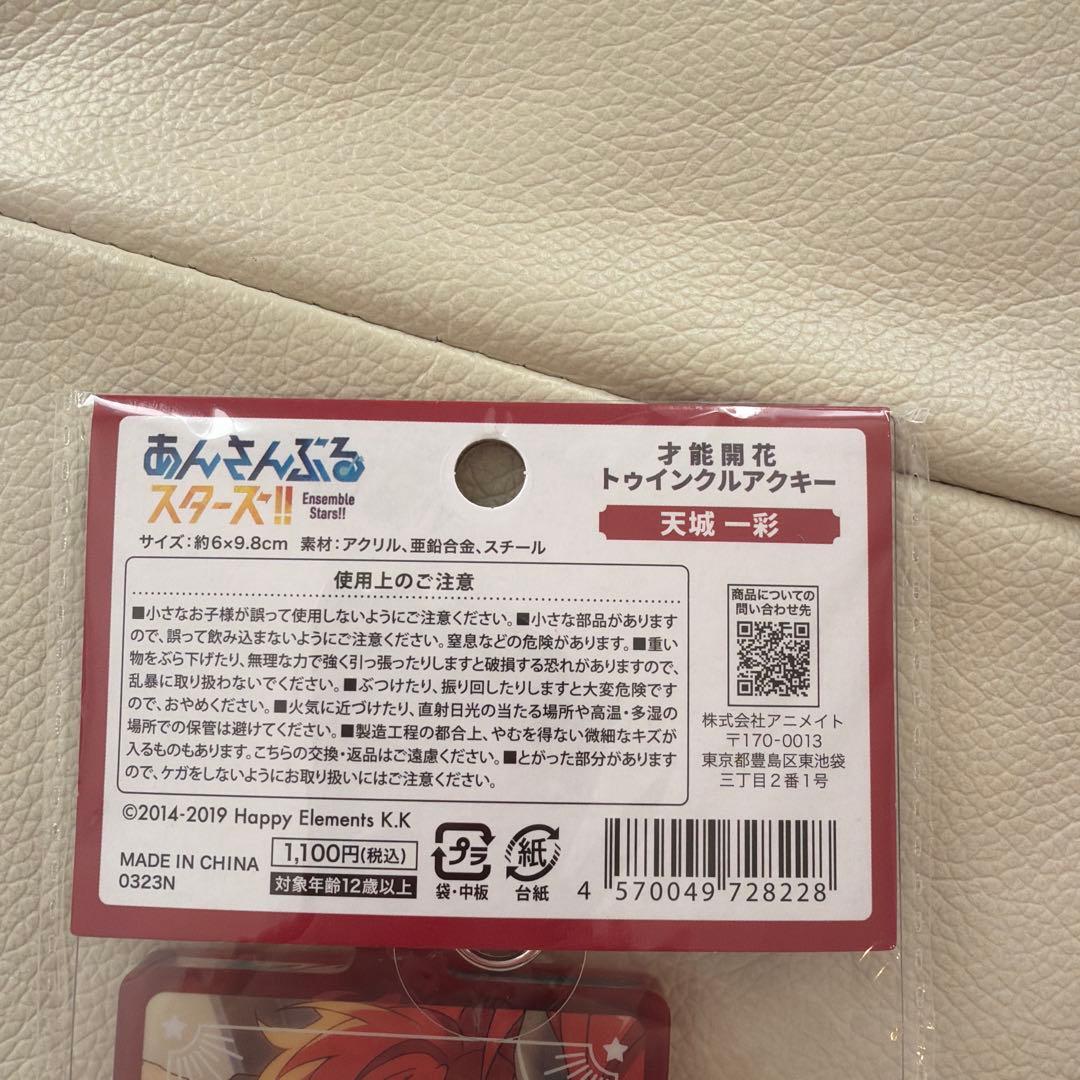 あんさんぶる
スターズ!!
Ensemble
Stars!!
才能開花
トゥインクルアクキー
天城 一彩
サイズ:約6×9.8cm 素材:アクリル、亜鉛合金、スチール
使用上のご注意
■小さなお子様が誤って使用しないようにご注意ください。■小さな部品があります
ので、誤って飲み込まないようにご注意ください。窒息などの危険があります。■重い
物をぶら下げたり、無理な力で強く引っ張ったりしますと破損する恐れがありますので、
乱暴に取り扱わないでください。■ぶつけたり、振り回したりしますと大変危険です
ので、おやめください。■火気に近づけたり、直射日光の当たる場所や高温・多湿の
場所での保管は避けてください。■製造工程の都合上、やむを得ない微細なキズが
入るものもあります。こちらの交換・返品はご遠慮ください。■とがった部分があります
ので、ケガをしないようにお取り扱いにはご注意ください。
商品についての
問い合わせ先
株式会社アニメイト
〒170-0013
東京都豊島区東池袋
三丁目2番1号
©2014-2019 Happy Elements K.K
MADE IN CHINA
0323N
1,100円(税込)
対象年齢12歳以上
プラ
袋・中板
紙
台紙
4 570049 728228